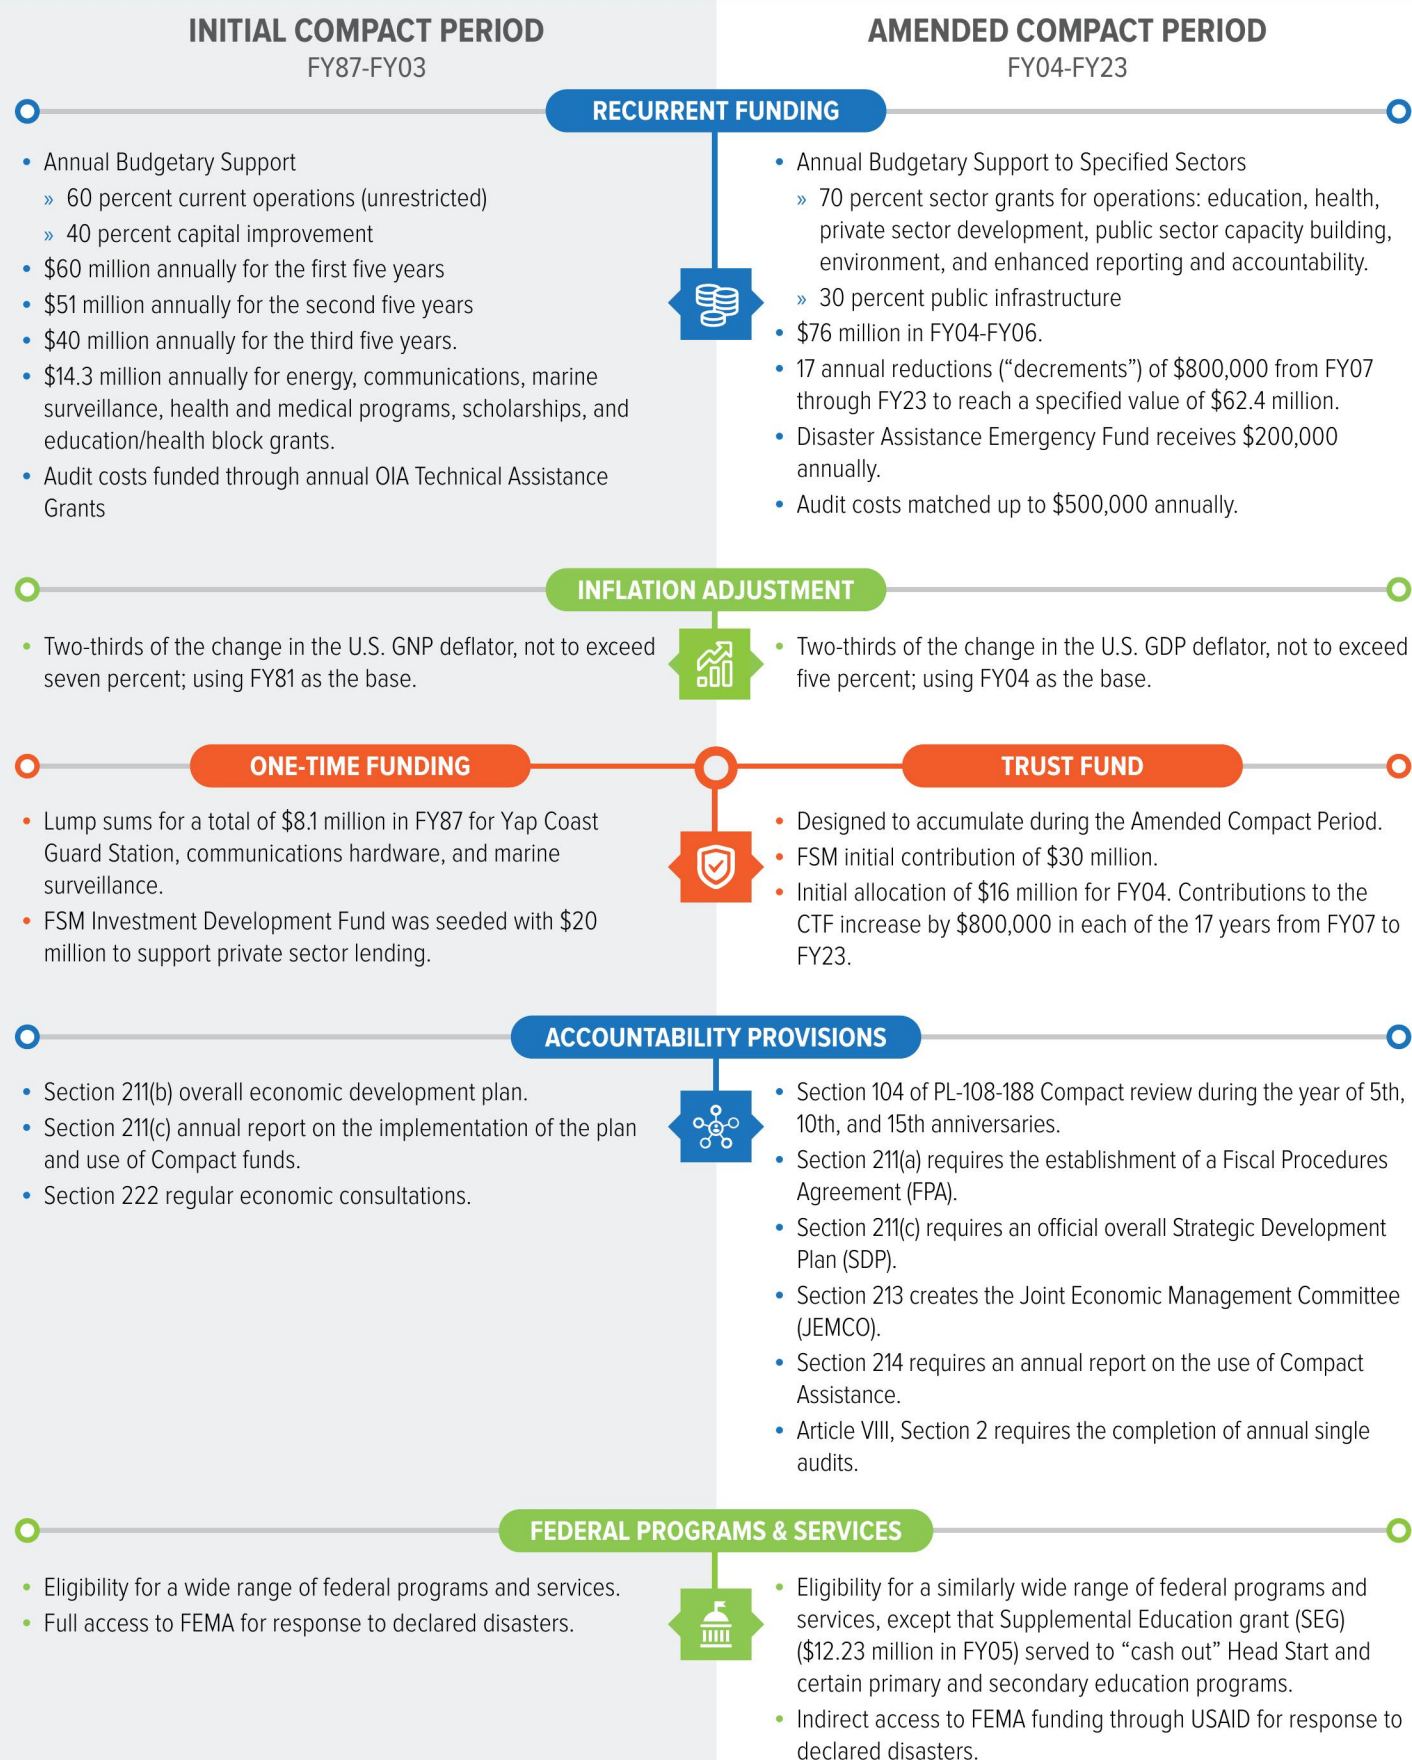 INITIAL COMPACT PERIOD
FY87-FY03
AMENDED COMPACT PERIOD
FY04-FY23
RECURRENT FUNDING
• Annual Budgetary Support
» 60 percent current operations (unrestricted)
» 40 percent capital improvement
• $60 million annually for the first five years
• $51 million annually for the second five years
• $40 million annually for the third five years.
• $14.3 million annually for energy, communications, marine
surveillance, health and medical programs, scholarships, and
education/health block grants.
• Audit costs funded through annual OIA Technical Assistance
Grants
• Annual Budgetary Support to Specified Sectors
» 70 percent sector grants for operations: education, health,
private sector development, public sector capacity building,
environment, and enhanced reporting and accountability.
» 30 percent public infrastructure
• $76 million in FY04-FY06.
• 17 annual reductions (“decrements”) of $800,000 from FY07
through FY23 to reach a specified value of $62.4 million.
• Disaster Assistance Emergency Fund receives $200,000
annually.
• Audit costs matched up to $500,000 annually.
INFLATION ADJUSTMENT
• Two-thirds of the change in the U.S. GNP deflator, not to exceed
seven percent; using FY81 as the base.
• Two-thirds of the change in the U.S. GDP deflator, not to exceed
five percent; using FY04 as the base.
ONE-TIME FUNDING
• Lump sums for a total of $8.1 million in FY87 for Yap Coast
Guard Station, communications hardware, and marine
surveillance.
• FSM Investment Development Fund was seeded with $20
million to support private sector lending.
TRUST FUND
• Designed to accumulate during the Amended Compact Period.
• FSM initial contribution of $30 million.
• Initial allocation of $16 million for FY04. Contributions to the
CTF increase by $800,000 in each of the 17 years from FY07 to
FY23.
ACCOUNTABILITY PROVISIONS
• Section 211(b) overall economic development plan.
• Section 211(c) annual report on the implementation of the plan
and use of Compact funds.
• Section 222 regular economic consultations.
• Section 104 of PL-108-188 Compact review during the year of 5th,
10th, and 15th anniversaries.
• Section 211(a) requires the establishment of a Fiscal Procedures
Agreement (FPA).
• Section 211(c) requires an official overall Strategic Development
Plan (SDP).
• Section 213 creates the Joint Economic Management Committee
(JEMCO).
• Section 214 requires an annual report on the use of Compact
Assistance.
• Article VIII, Section 2 requires the completion of annual single
audits.
FEDERAL PROGRAMS & SERVICES
• Eligibility for a wide range of federal programs and services.
• Full access to FEMA for response to declared disasters.
• Eligibility for a similarly wide range of federal programs and
services, except that Supplemental Education grant (SEG)
($12.23 million in FY05) served to “cash out” Head Start and
certain primary and secondary education programs.
• Indirect access to FEMA funding through USAID for response to
declared disasters.